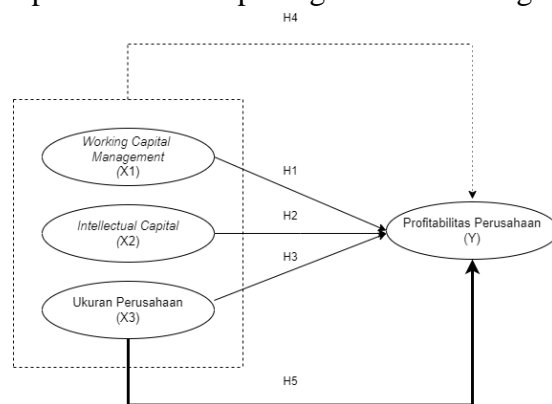 H4
Working Capital
Management
(X1)
H1
Intellectual Capital
(X2)
H2
Profitabilitas Perusahaan
(Y)
H3
Ukuran Perusahaan
(X3)
H5